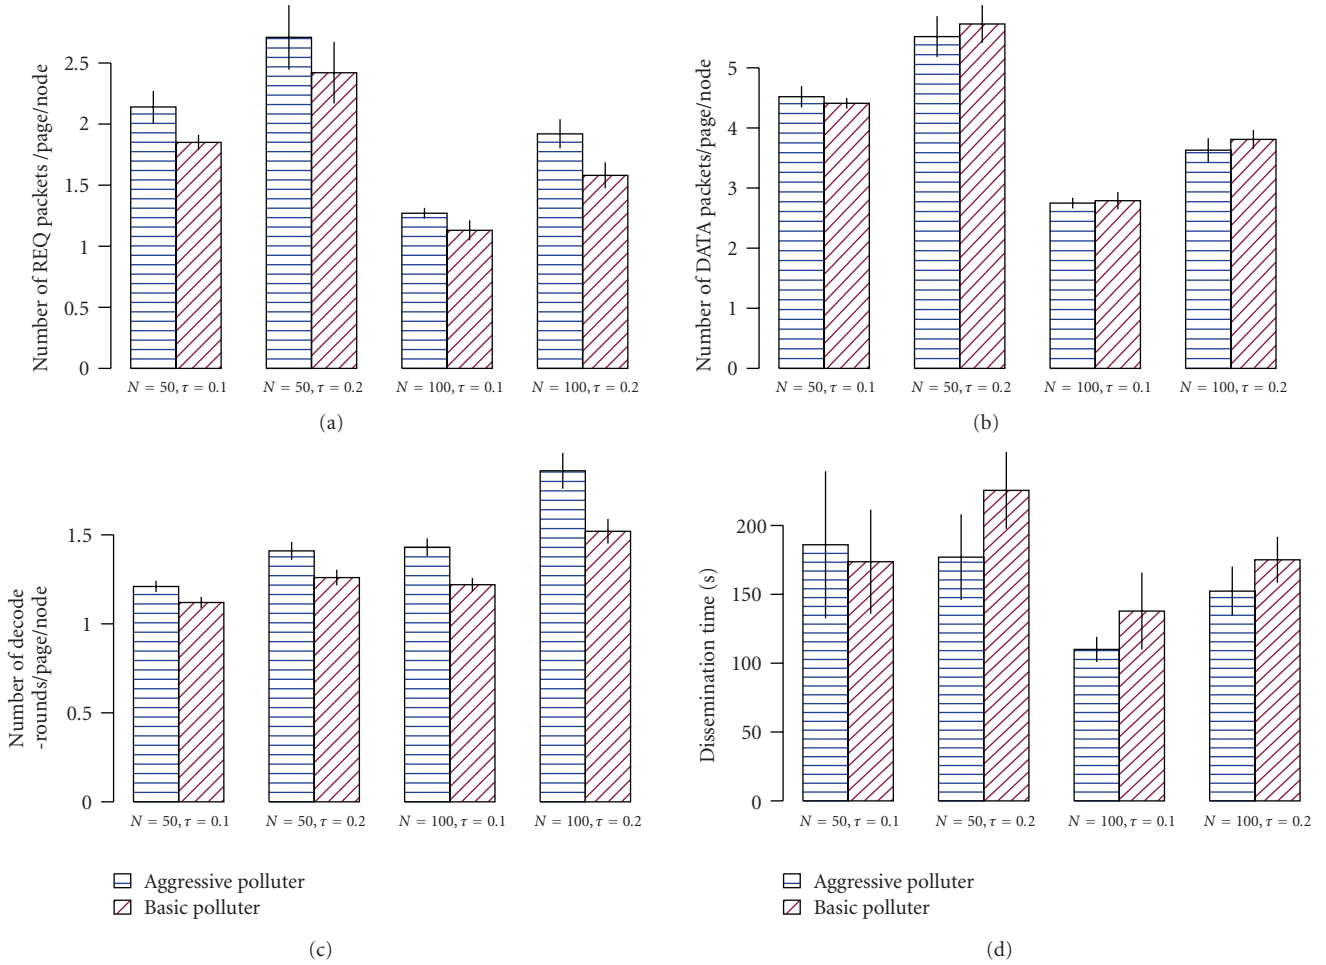 Number of REQ packets /page/node
2.5
2
1.5
1
0.5
0
N = 50, τ = 0.1
N = 50, τ = 0.2
N = 100, τ = 0.1
N = 100, τ = 0.2
(a)
Number of DATA packets/page/node
5
4
3
2
1
0
N = 50, τ = 0.1
N = 50, τ = 0.2
N = 100, τ = 0.1
N = 100, τ = 0.2
(b)
Number of decode
-rounds/page/node
1.5
1
0.5
0
N = 50, τ = 0.1
N = 50, τ = 0.2
N = 100, τ = 0.1
N = 100, τ = 0.2
Aggressive polluter
Basic polluter
(c)
Dissemination time (s)
200
150
100
50
0
N = 50, τ = 0.1
N = 50, τ = 0.2
N = 100, τ = 0.1
N = 100, τ = 0.2
Aggressive polluter
Basic polluter
(d)